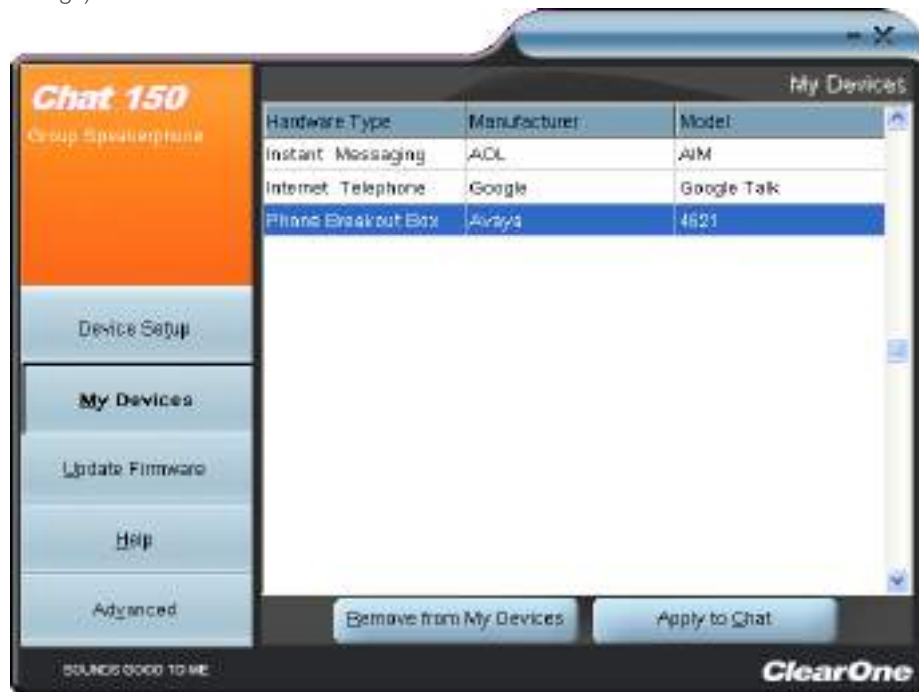 Chat 150
Group Speakerphone
My Devices
Hardware Type Manufacturer Model
Instant Messaging AOL AIM
Internet Telephone Google Google Talk
Phone Breakout Box Avaya 4621
Device Setup
My Devices
Update Firmware
Help
Advanced
Remove from My Devices Apply to Chat
SOUNDS GOOD TO ME
ClearOne